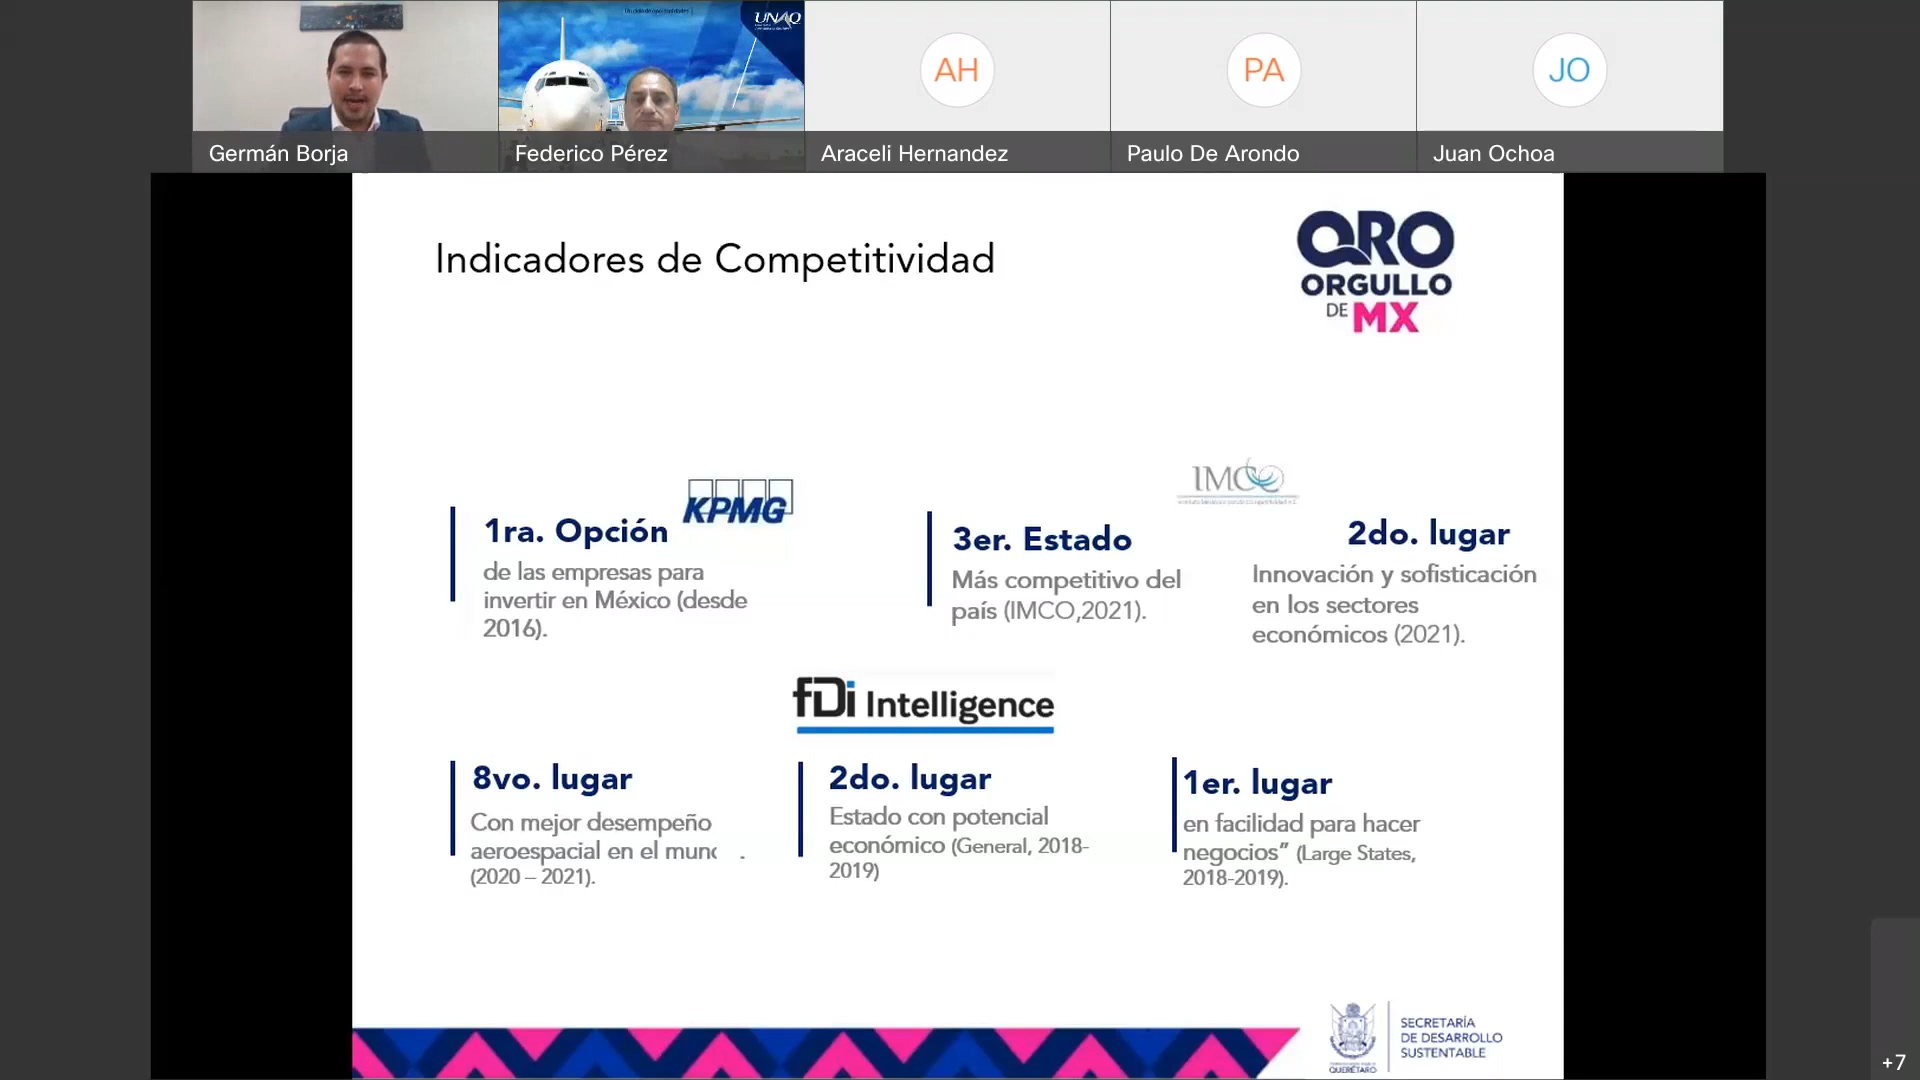 UNAQ
AH
PA
JO
Germán Borja
Federico Pérez
Araceli Hernandez
Paulo De Arondo
Juan Ochoa
Indicadores de Competitividad
QRO
ORGULLO
DE MX
KPMG
1ra. Opción
de las empresas para
invertir en México (desde
2016).
IMCO
3er. Estado
Más competitivo del
país (IMCO,2021).
2do. lugar
Innovación y sofisticación
en los sectores
económicos (2021).
fDi Intelligence
8vo. lugar
Con mejor desempeño
aeroespacial en el
(2020 – 2021).
2do. lugar
Estado con potencial
económico (General, 2018-
2019)
1er. lugar
en facilidad para hacer
negocios” (Large States,
2018-2019).
QUERÉTARO
SECRETARÍA
DE DESARROLLO
SUSTENTABLE
+7